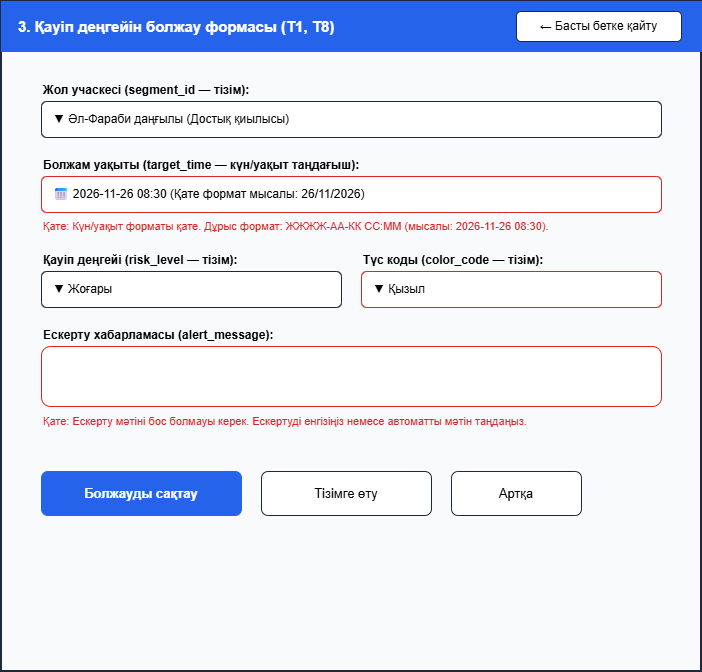 3. Қауіп деңгейін болжау формасы (T1, T8)
← Басты бетке қайту
Жол учаскесі (segment_id — тізім):
▼ Әл-Фараби даңғылы (Достық қиылысы)
Болжам уақыты (target_time — күн/уақыт таңдағыш):
2026-11-26 08:30 (Қате формат мысалы: 26/11/2026)
Қате: Күн/уақыт форматы қате. Дұрыс формат: ЖЖЖЖ-АА-КК СС:ММ (мысалы: 2026-11-26 08:30).
Қауіп деңгейі (risk_level — тізім):
Түс коды (color_code — тізім):
▼ Жоғары
▼ Қызыл
Ескерту хабарламасы (alert_message):
Қате: Ескерту мәтіні бос болмауы керек. Ескертуді енгізіңіз немесе автоматты мәтін таңдаңыз.
Болжауды сақтау
Тізімге өту
Артқа